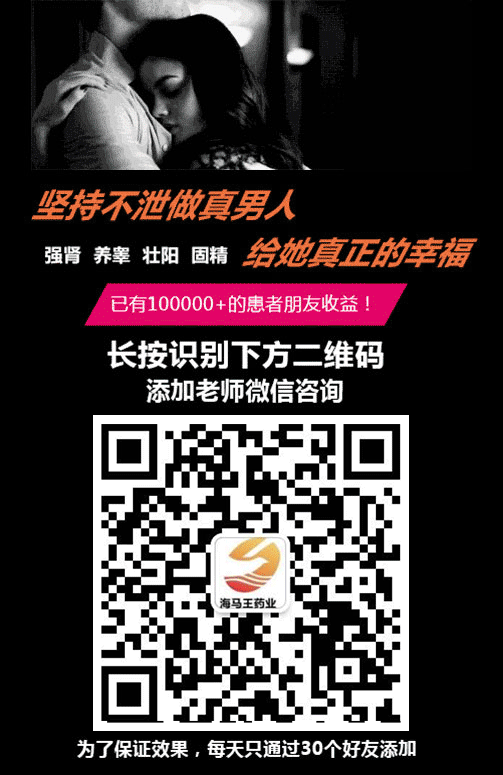 坚持不泄做真男人
强肾 养睾 壮阳 固精 给她真正的幸福
已有100000+的患者朋友收益！
长按识别下方二维码
添加老师微信咨询
海马王药业
为了保证效果，每天只通过30个好友添加